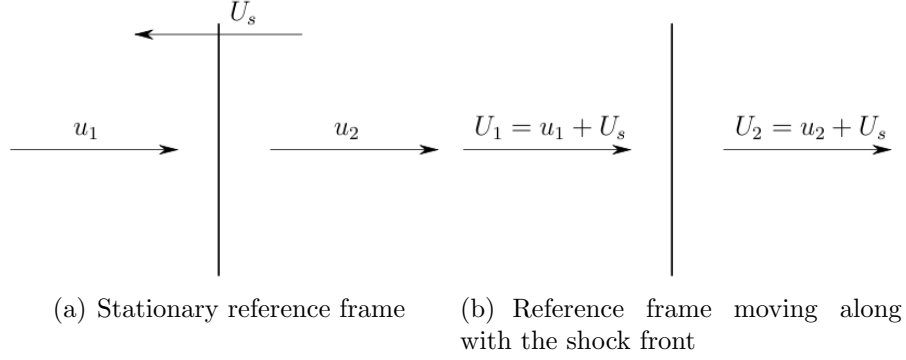 U_s
u_1
u_2
U_1 = u_1 + U_s
U_2 = u_2 + U_s
(a) Stationary reference frame
(b) Reference frame moving along
with the shock front